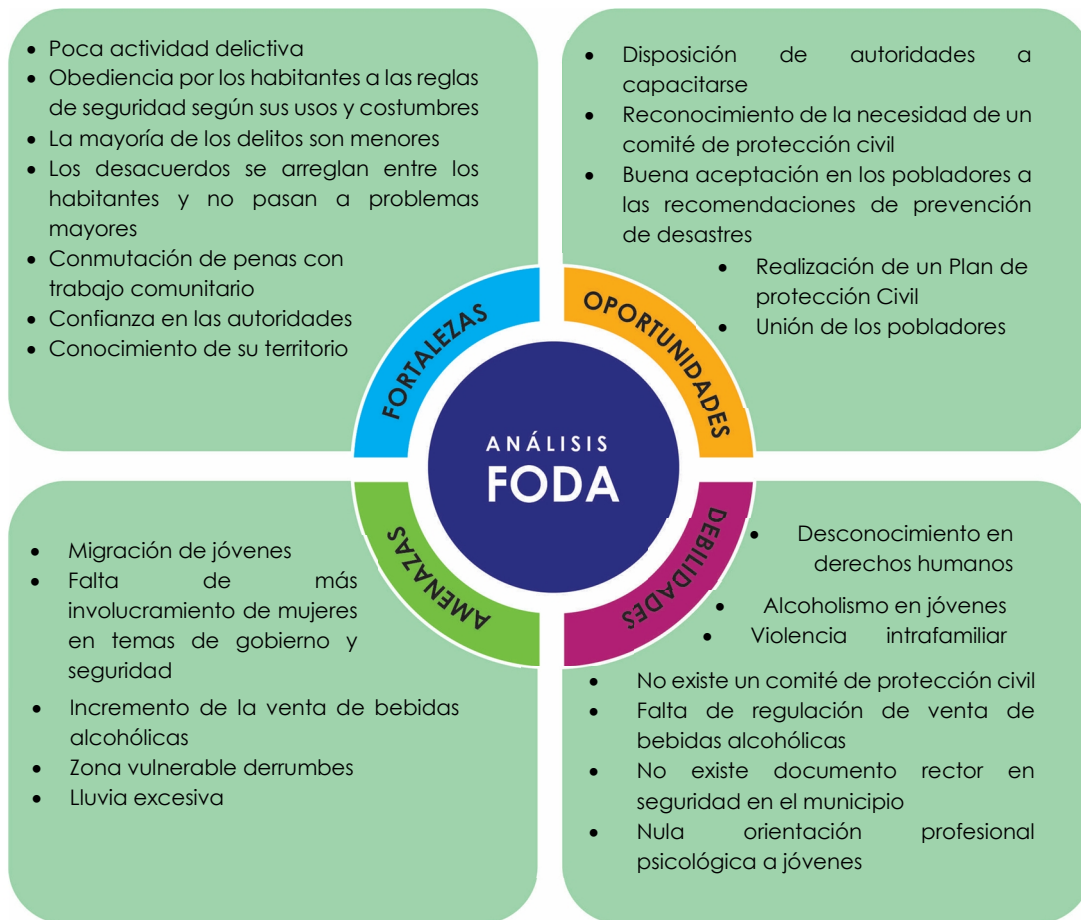 • Poca actividad delictiva
• Obediencia por los habitantes a las reglas
de seguridad según sus usos y costumbres
• La mayoría de los delitos son menores
• Los desacuerdos se arreglan entre los
habitantes y no pasan a problemas
mayores
• Conmutación de penas con
trabajo comunitario
• Confianza en las autoridades
• Conocimiento de su territorio
• Disposición de autoridades a
capacitarse
• Reconocimiento de la necesidad de un
comité de protección civil
• Buena aceptación en los pobladores a
las recomendaciones de prevención
de desastres
• Realización de un Plan de
protección Civil
• Unión de los pobladores
FORTALEZAS
OPORTUNIDADES
ANÁLISIS
FODA
AMENAZAS
DEBILIDADES
• Migración de jóvenes
• Falta de más
involucramiento de mujeres
en temas de gobierno y
seguridad
• Incremento de la venta de bebidas
alcohólicas
• Zona vulnerable derrumbes
• Lluvia excesiva
• Desconocimiento en
derechos humanos
• Alcoholismo en jóvenes
• Violencia intrafamiliar
• No existe un comité de protección civil
• Falta de regulación de venta de
bebidas alcohólicas
• No existe documento rector en
seguridad en el municipio
• Nula orientación profesional
psicológica a jóvenes